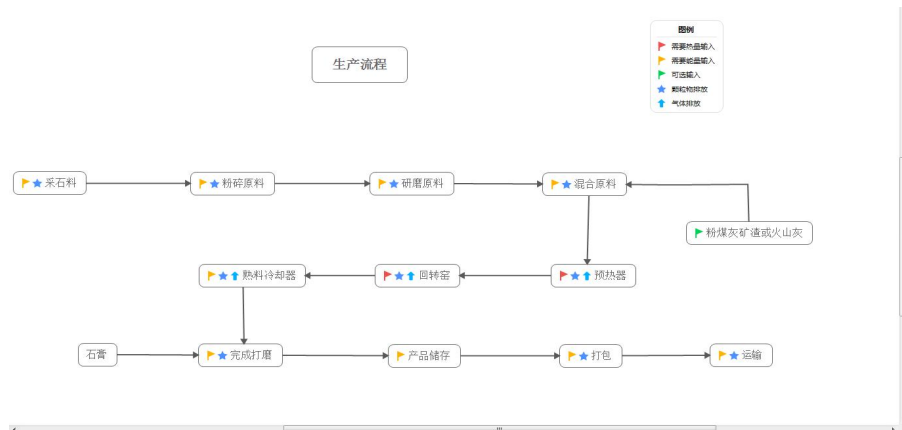 生产流程
图例
需要热量输入
需要能量输入
可选输入
颗粒物排放
气体排放
采石料
粉碎原料
研磨原料
混合原料
粉煤灰矿渣或火山灰
熟料冷却器
回转窑
预热器
石膏
完成打磨
产品储存
打包
运输